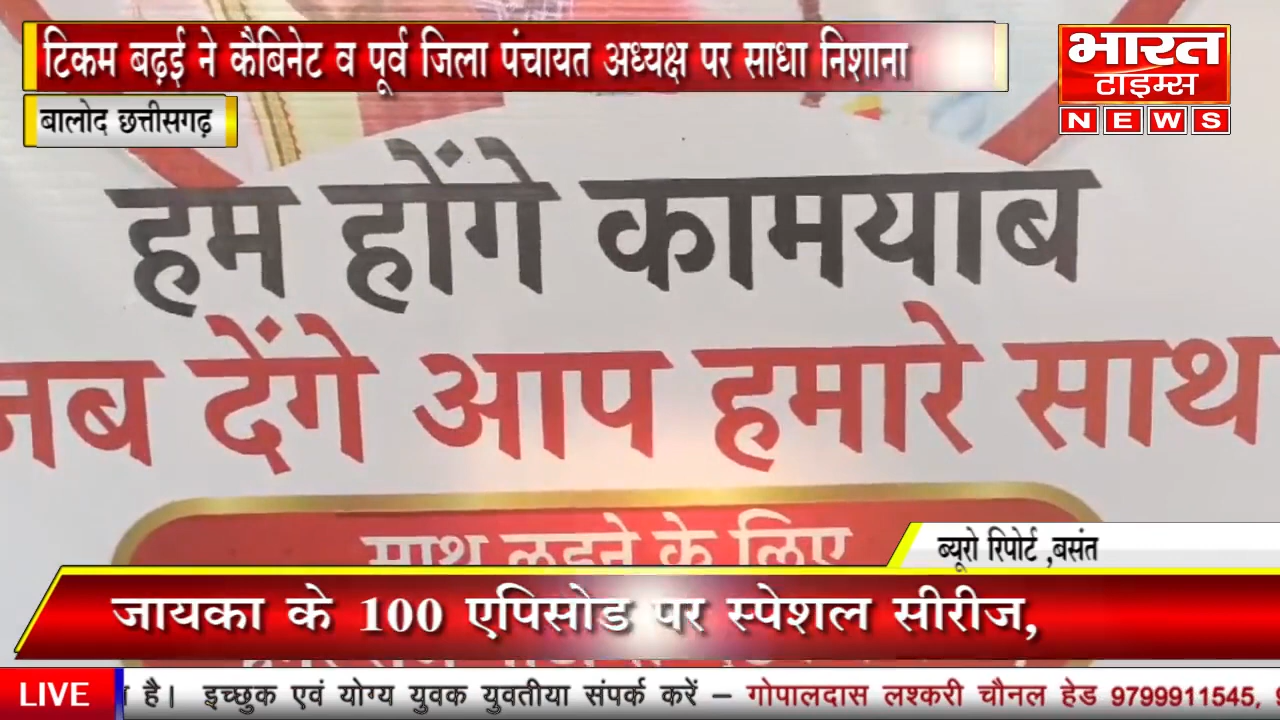 टिकम बढ़ई ने कैबिनेट व पूर्व जिला पंचायत अध्यक्ष पर साधा निशाना
भारत
टाइम्स
NEWS
बालोद छत्तीसगढ़
हम होंगे कामयाब
जब देंगे आप हमारे साथ
साथ लड़ने के लिए
ब्यूरो रिपोर्ट ,बसंत
जायका के 100 एपिसोड पर स्पेशल सीरीज,
LIVE
है। इच्छुक एवं योग्य युवक युवतीया संपर्क करें – गोपालदास लश्करी चौनल हेड 9799911545,